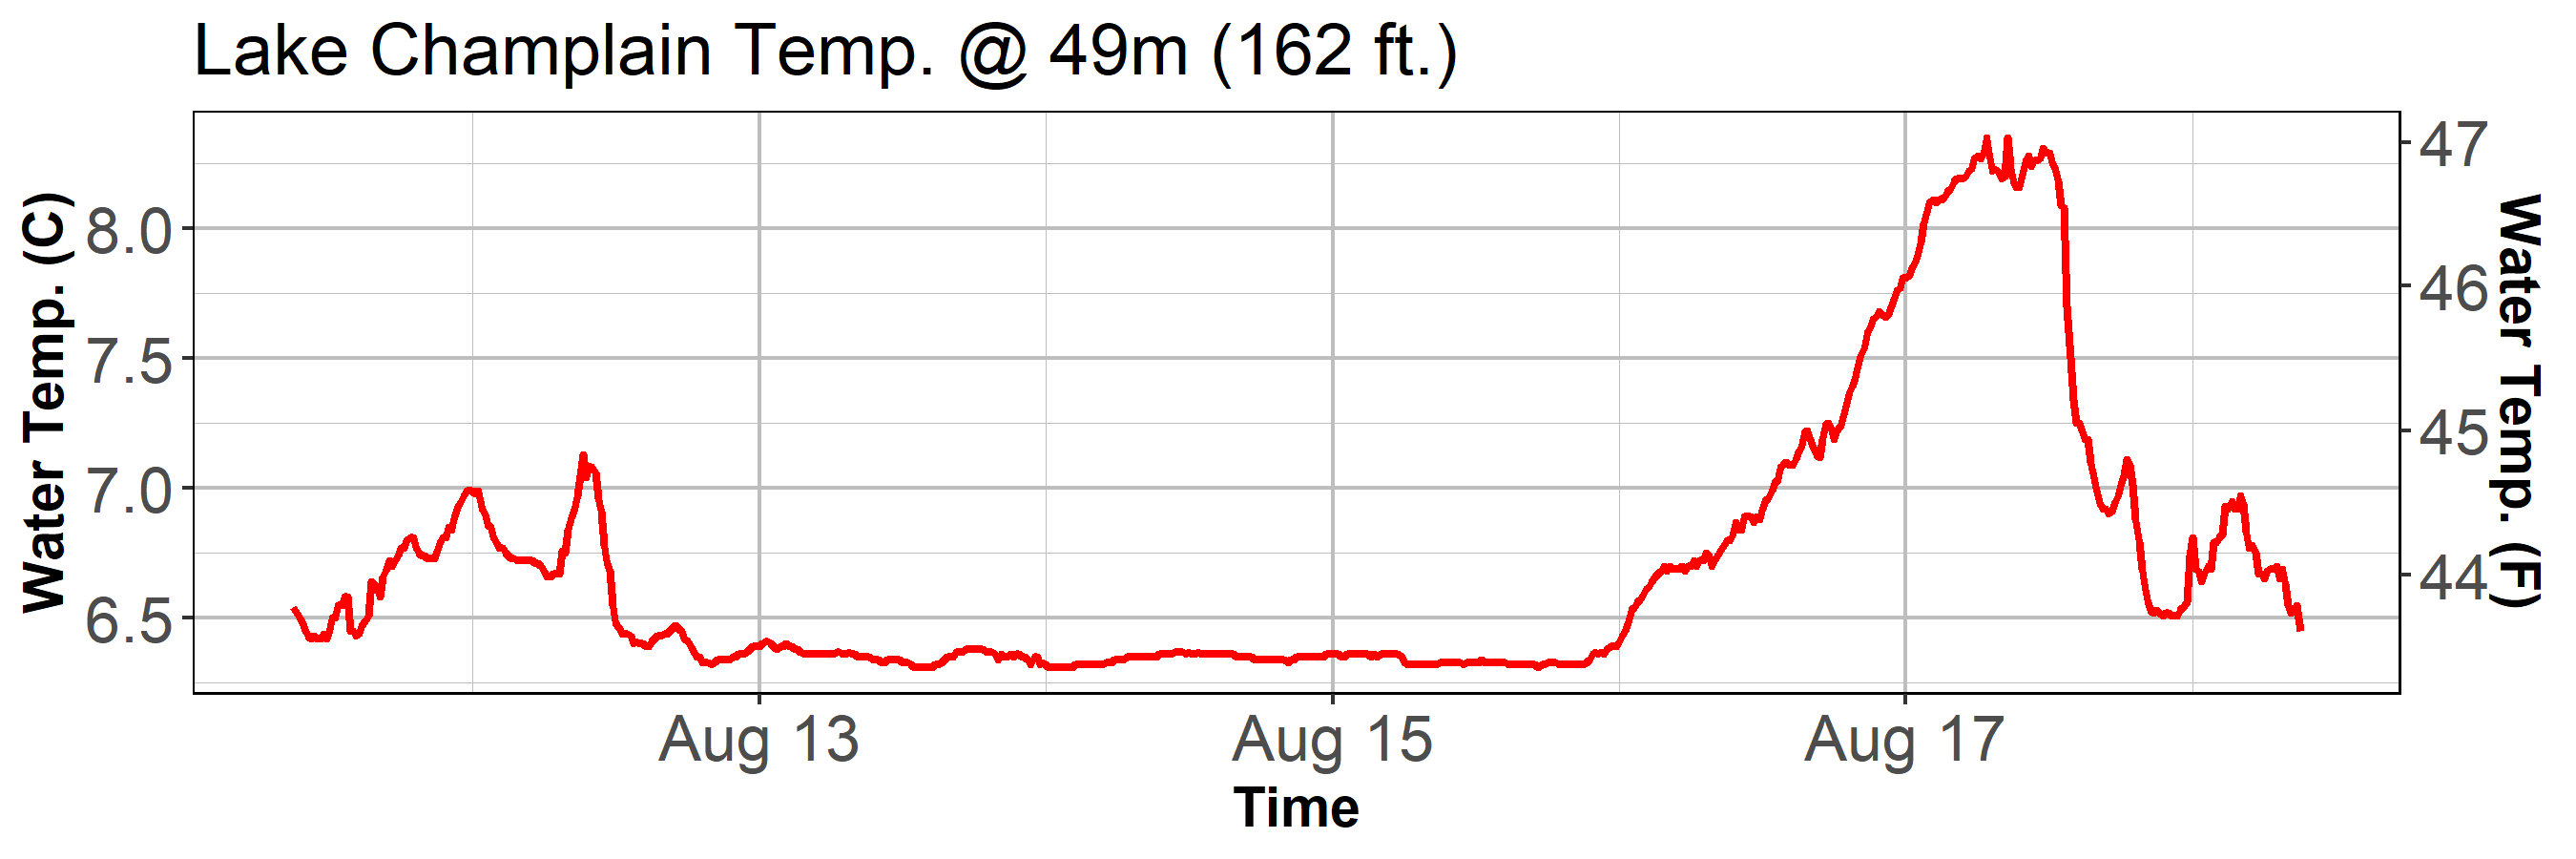 Lake Champlain Temp. @ 49m (162 ft.)
Water Temp. (C)
8.0
7.5
7.0
6.5
47
46
45
44
Water Temp. (F)
Aug 13
Aug 15
Aug 17
Time